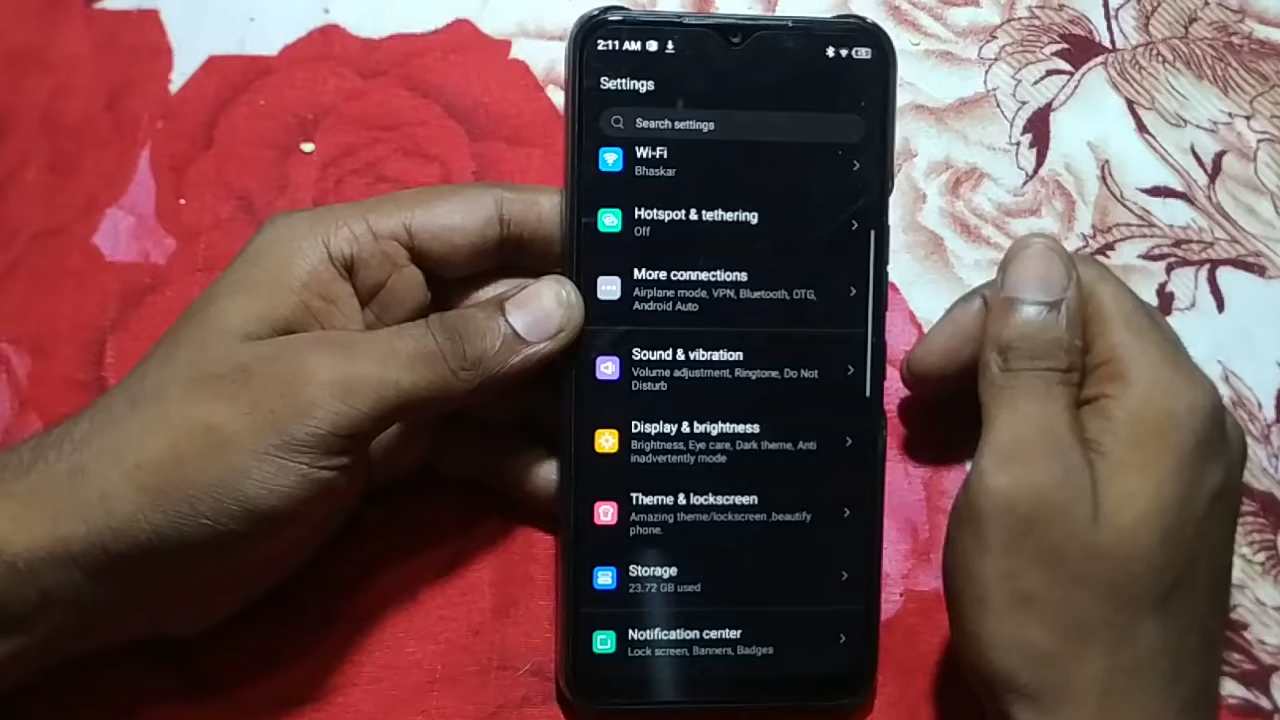 2:11 AM
Settings
Search settings
Wi-Fi
Bhaskar
Hotspot & tethering
Off
More connections
Airplane mode, VPN, Bluetooth, OTG,
Android Auto
Sound & vibration
Volume adjustment, Ringtone, Do Not
Disturb
Display & brightness
Brightness, Eye care, Dark theme, Anti
inadvertently mode
Theme & lockscreen
Amazing theme/lockscreen ,beautify
phone.
Storage
23.72 GB used
Notification center
Lock screen, Banners, Badges